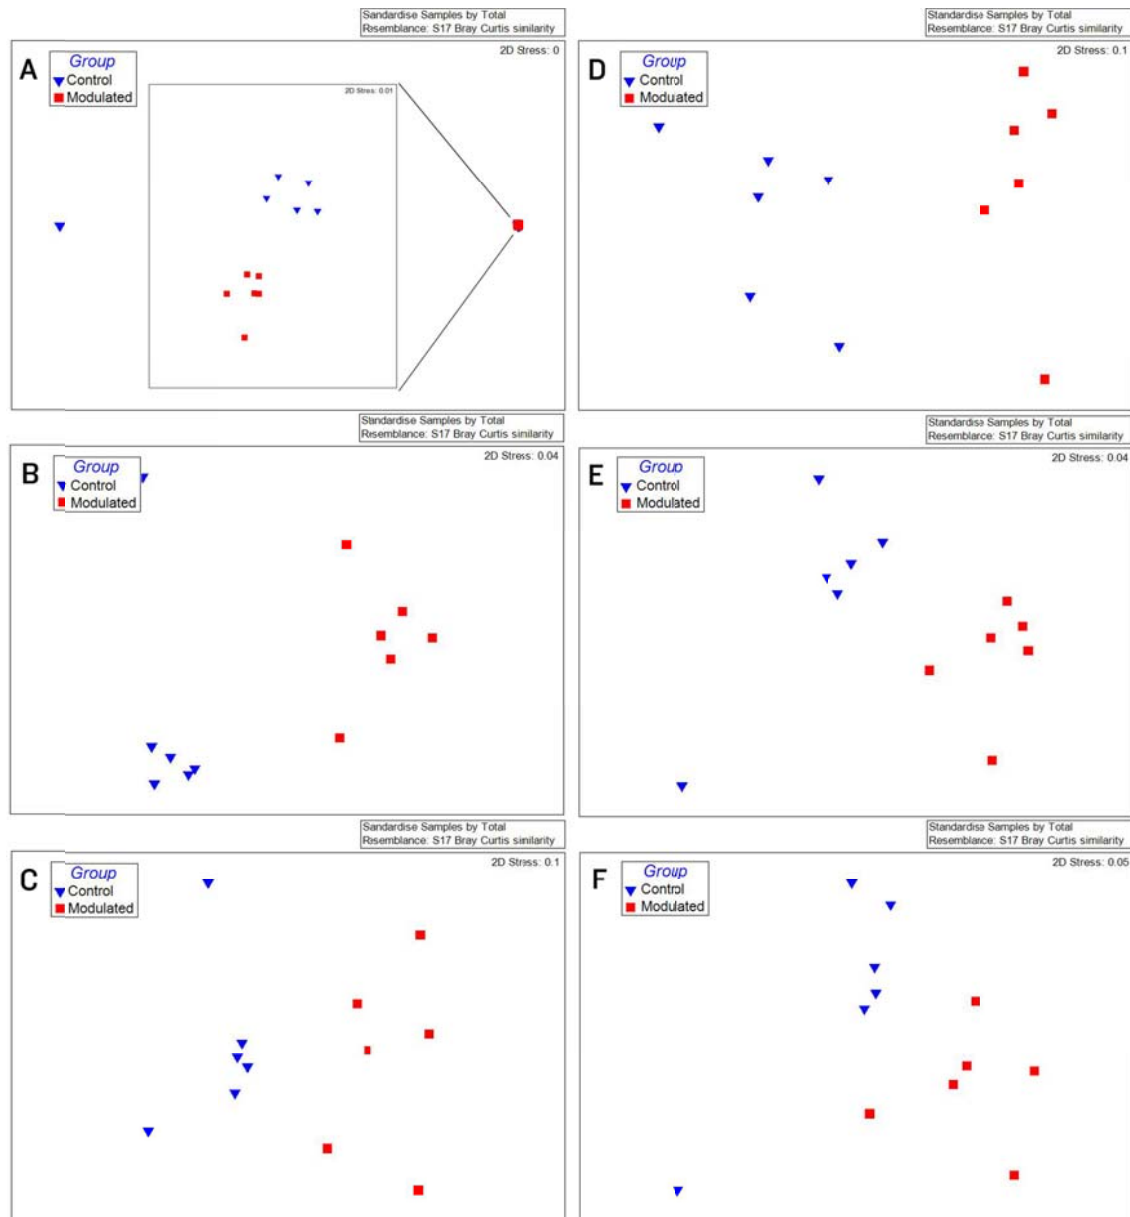 Sandardise Samples by Total
Resemblance: S17 Bray Curtis similarity
A
Group
Control
Modulated
2D Stress: 0
2D Stres: 0.01
Standardise Samples by Total
Resemblance: S17 Bray Curtis similarity
D
Group
Control
Modulated
2D Stress: 0.1
Standardise Samples by Total
Resemblance: S17 Bray Curtis similarity
B
Group
Control
Modulated
2D Stress: 0.04
Standardise Samples by Total
Resemblance: S17 Bray Curtis similarity
E
Group
Control
Modulated
2D Stress: 0.04
Sandardise Samples by Total
Resemblance: S17 Bray Curtis similarity
C
Group
Control
Modulated
2D Stress: 0.1
Standardise Samples by Total
Resemblance: S17 Bray Curtis similarity
F
Group
Control
Modulated
2D Stress: 0.05